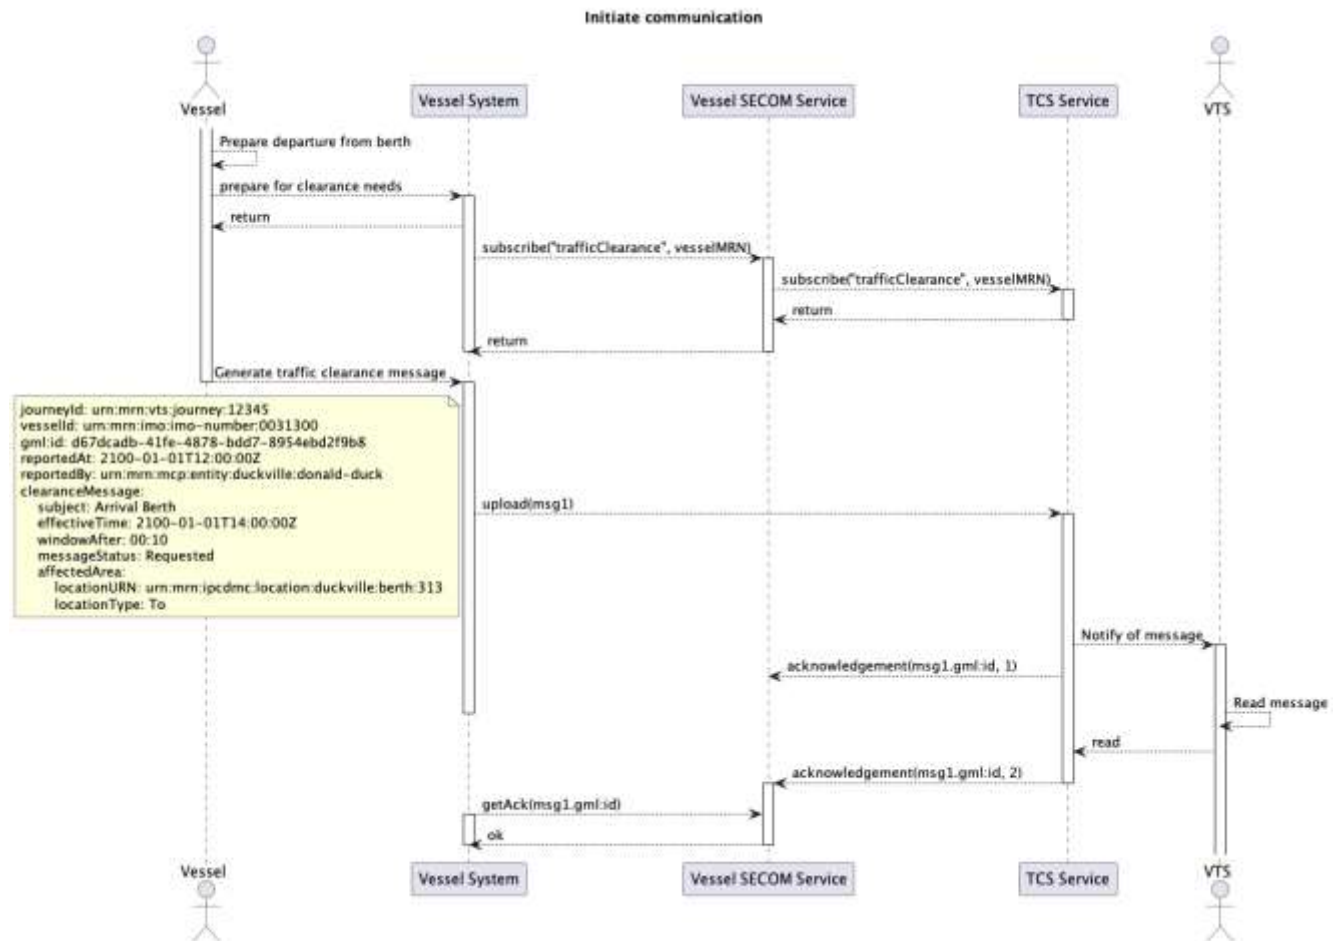 Initiate communication
Vessel
Vessel System
Vessel SECOM Service
TCS Service
VTS
Prepare departure from berth
prepare for clearance needs
return
subscribe("trafficClearance", vesselMRN)
subscribe("trafficClearance", vesselMRN)
return
return
Generate traffic clearance message
journeyId: urn:mrn:vts:journey:12345
vesselId: urn:mrn:imo:imo-number:0031300
gml:id: d67dcadb-41fe-4878-bdd7-8954ebd2f9b8
reportedAt: 2100-01-01T12:00:00Z
reportedBy: urn:mrn:mcp:entity:duckville:donald-duck
clearanceMessage:
subject: Arrival Berth
effectiveTime: 2100-01-01T14:00:00Z
windowAfter: 00:10
messageStatus: Requested
affectedArea:
locationURN: urn:mrn:ipcdmc:location:duckville:berth:313
locationType: To
upload(msg1)
Notify of message
acknowledgement(msg1.gml:id, 1)
Read message
read
acknowledgement(msg1.gml:id, 2)
getAck(msg1.gml:id)
ok
Vessel
Vessel System
Vessel SECOM Service
TCS Service
VTS